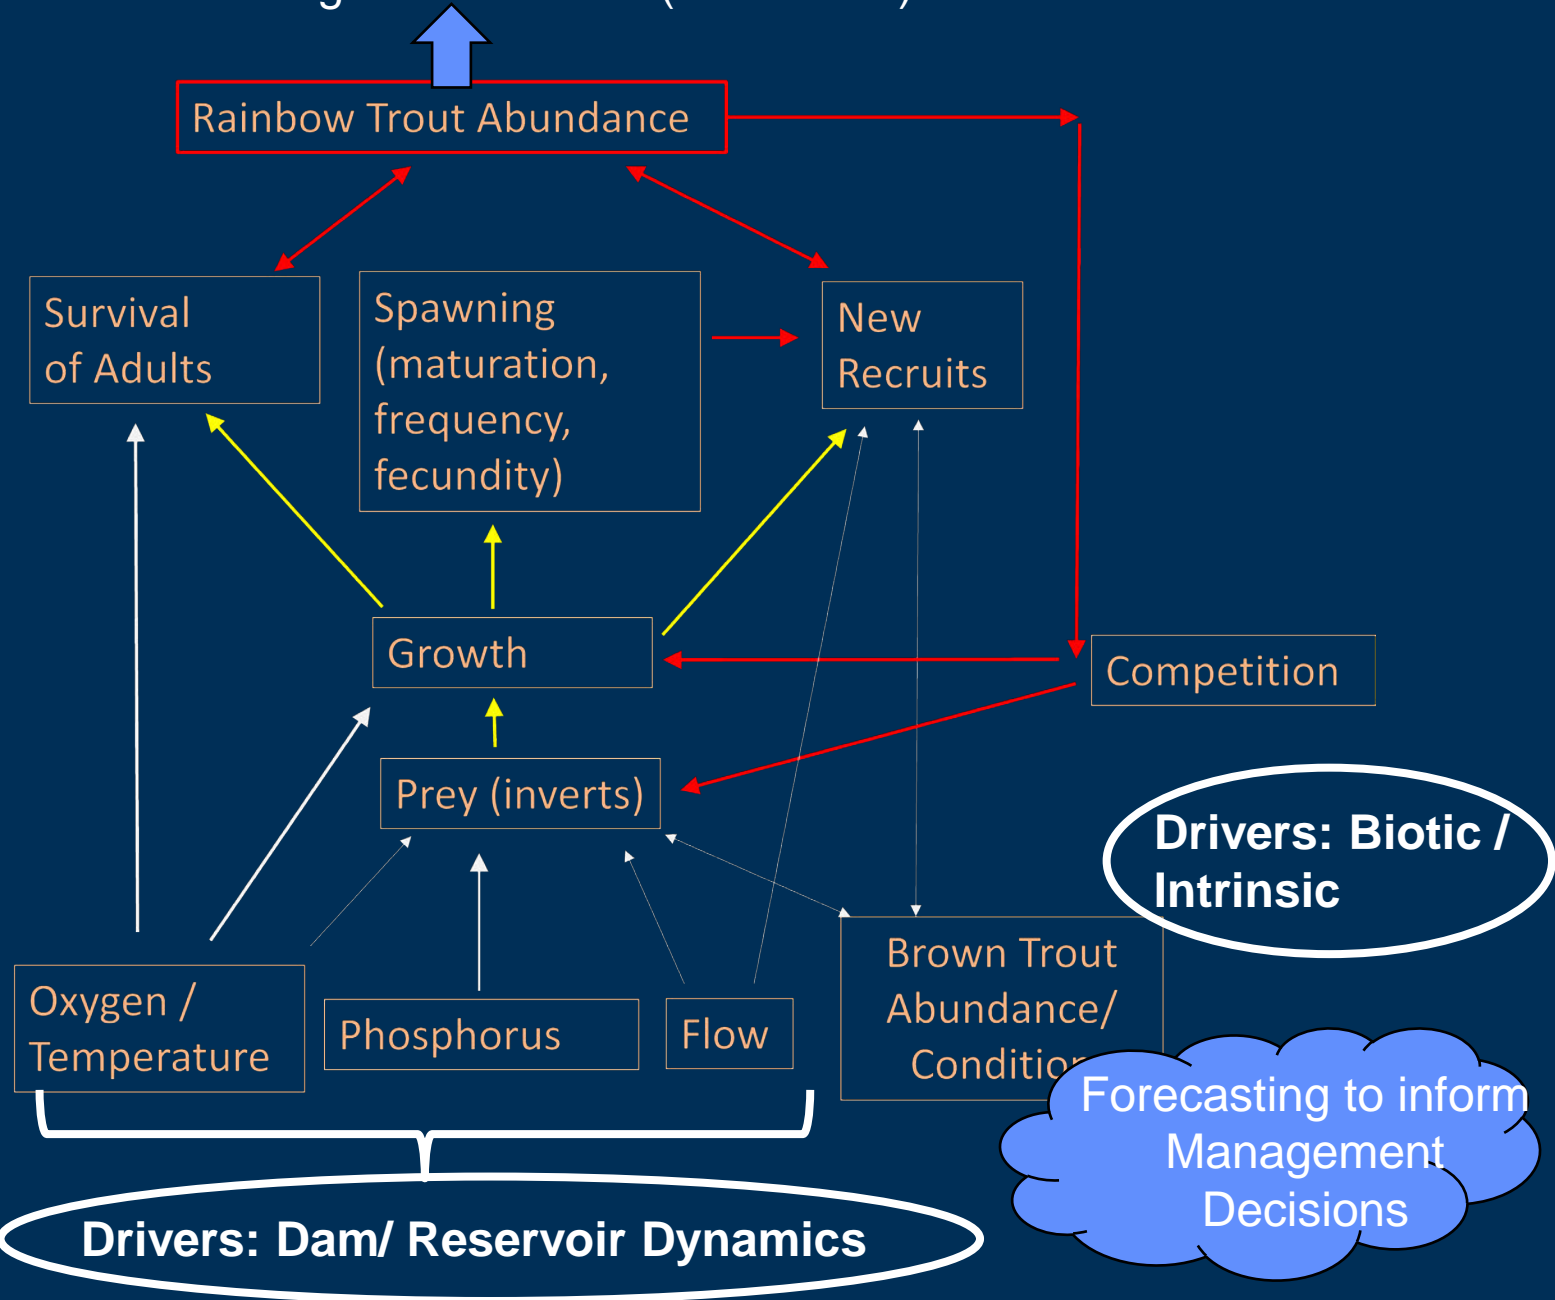 Rainbow Trout Abundance
Survival
of Adults
Spawning
(maturation,
frequency,
fecundity)
New
Recruits
Growth
Competition
Prey (inverts)
Drivers: Biotic /
Intrinsic
Oxygen /
Temperature
Phosphorus
Flow
Brown Trout
Abundance/
Condition
Forecasting to inform
Management
Decisions
Drivers: Dam/ Reservoir Dynamics